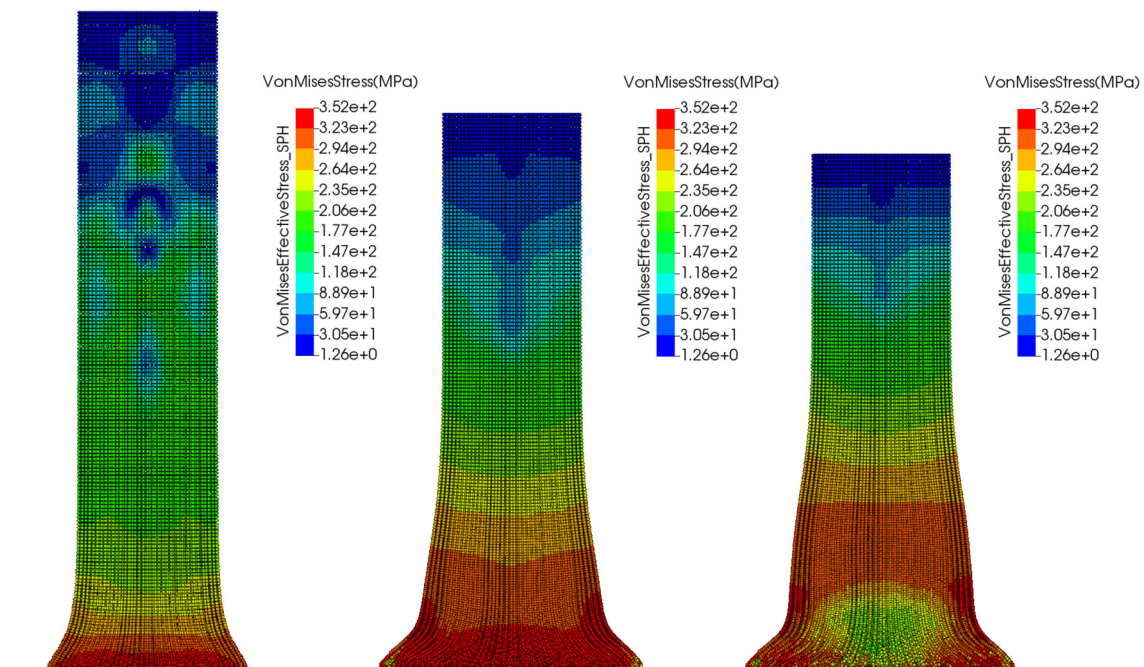 VonMisesStress(MPa)
VonMisesEffectiveStress_SPH
3.52e+2
3.23e+2
2.94e+2
2.64e+2
2.35e+2
2.06e+2
1.77e+2
1.47e+2
1.18e+2
8.89e+1
5.97e+1
3.05e+1
1.26e+0
VonMisesStress(MPa)
VonMisesEffectiveStress_SPH
3.52e+2
3.23e+2
2.94e+2
2.64e+2
2.35e+2
2.06e+2
1.77e+2
1.47e+2
1.18e+2
8.89e+1
5.97e+1
3.05e+1
1.26e+0
VonMisesStress(MPa)
VonMisesEffectiveStress_SPH
3.52e+2
3.23e+2
2.94e+2
2.64e+2
2.35e+2
2.06e+2
1.77e+2
1.47e+2
1.18e+2
8.89e+1
5.97e+1
3.05e+1
1.26e+0